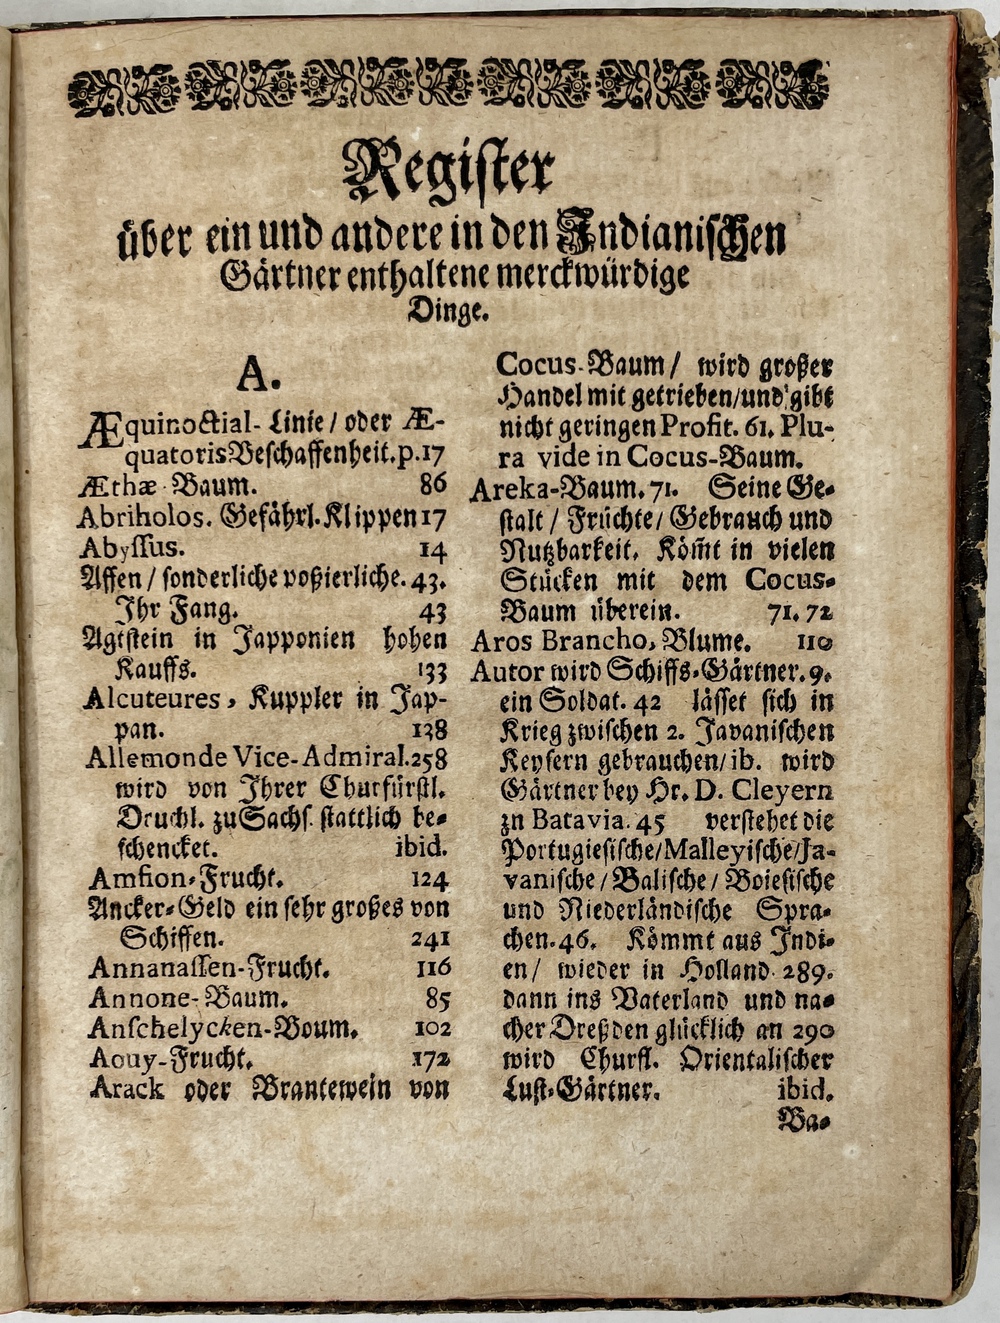 Register
über ein und andere in den Indianischen
Gärtner enthaltene merckwürdige
Dinge.
A.
Æquinoctial-Linie/ oder Æ-
quatoris Beschaffenheit. p. 17
Æthæ-Baum. 86
Abriholos. Gefährl. Klippen 17
Abyssus. 14
Affen/ sonderliche poßierliche. 43.
Ihr Fang. 43
Agtstein in Japponien hohen
Kauffs. 133
Alcuteures, Kuppler in Jap-
pan. 138
Allemonde Vice-Admiral. 258
wird von Ihrer Churfürstl.
Druchl. zu Sachs. stattlich be-
schencket. ibid.
Amfion-Frucht. 124
Ancker-Geld ein sehr großes von
Schiffen. 241
Annanassen-Frucht. 116
Annone-Baum. 85
Anschelycken-Boum. 102
Aouy-Frucht. 172
Arack oder Brantewein von
Cocus-Baum/ wird großer
Handel mit getrieben/ und gibt
nicht geringen Profit. 61. Plu-
ra vide in Cocus-Baum.
Areka-Baum. 71. Seine Ge-
stalt/ Früchte/ Gebrauch und
Nutzbarkeit. Köm̃t in vielen
Stücken mit dem Cocus-
Baum überein. 71. 72
Aros Brancho, Blume. 110
Autor wird Schiffs-Gärtner. 9.
ein Soldat. 42 lässet sich in
Krieg zwischen 2. Javanischen
Keysern gebrauchen/ ib. wird
Gärtner bey Hr. D. Cleyern
zn Batavia. 45 verstehet die
Portugiesische/ Malleyische/ Ja-
vanische/ Balische/ Boiesische
und Niederländische Spra-
chen. 46. Kömmt aus Indi-
en/ wieder in Holland 289.
dann ins Vaterland und na-
cher Dreßden glücklich an 290
wird Churfl. Orientalischer
Lust-Gärtner. ibid.
Ba-